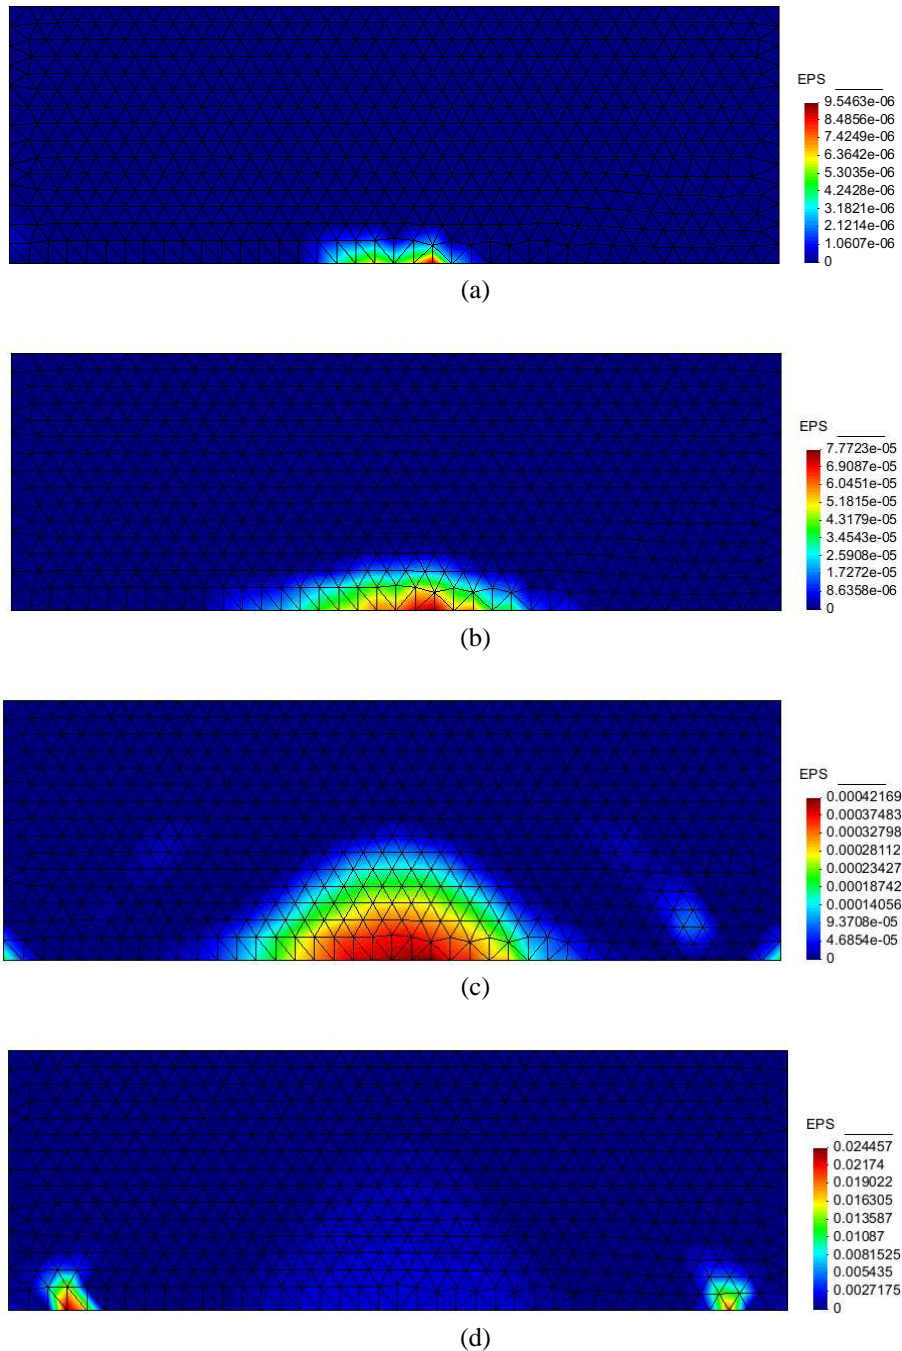 EPS
9.5463e-06
8.4856e-06
7.4249e-06
6.3642e-06
5.3035e-06
4.2428e-06
3.1821e-06
2.1214e-06
1.0607e-06
0
(a)
EPS
7.7723e-05
6.9087e-05
6.0451e-05
5.1815e-05
4.3179e-05
3.4543e-05
2.5908e-05
1.7272e-05
8.6358e-06
0
(b)
EPS
0.00042169
0.00037483
0.00032798
0.00028112
0.00023427
0.00018742
0.00014056
9.3708e-05
4.6854e-05
0
(c)
EPS
0.024457
0.02174
0.019022
0.016305
0.013587
0.01087
0.0081525
0.005435
0.0027175
0
(d)